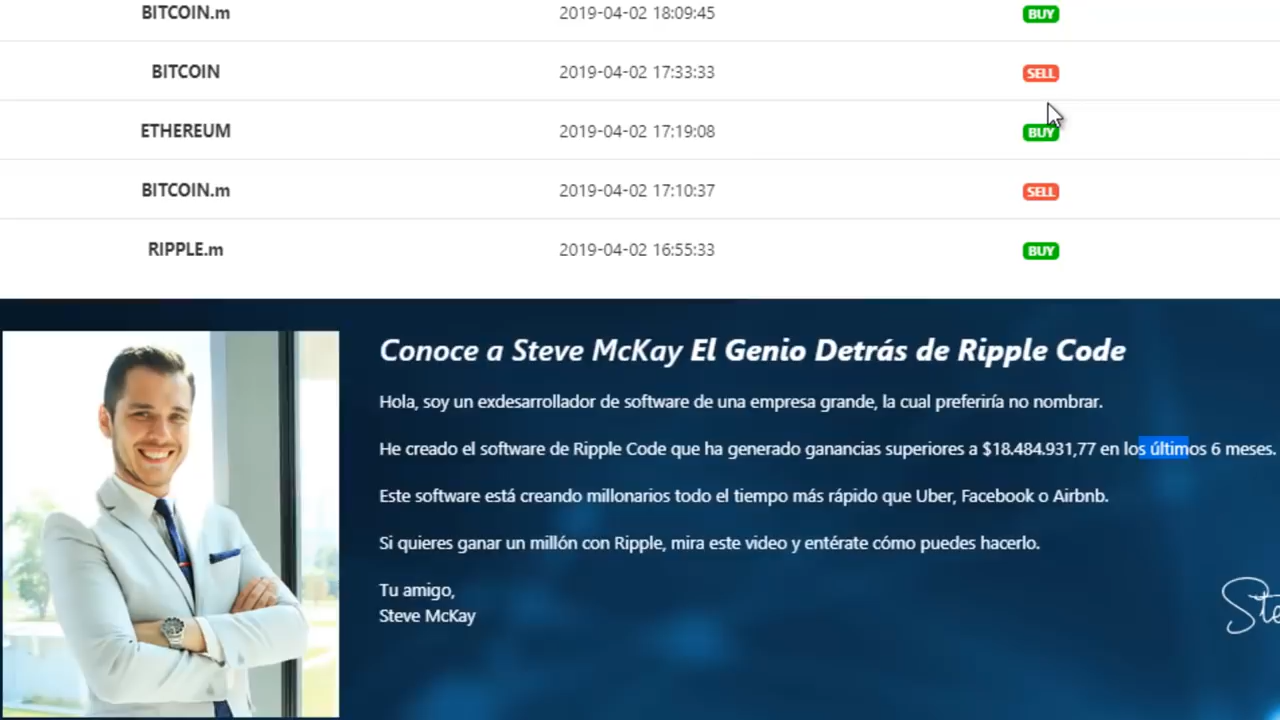 BITCOIN.m 2019-04-02 18:09:45 BUY
BITCOIN 2019-04-02 17:33:33 SELL
ETHEREUM 2019-04-02 17:19:08 BUY
BITCOIN.m 2019-04-02 17:10:37 SELL
RIPPLE.m 2019-04-02 16:55:33 BUY
Conoce a Steve McKay El Genio Detrás de Ripple Code
Hola, soy un exdesarrollador de software de una empresa grande, la cual preferiría no nombrar.
He creado el software de Ripple Code que ha generado ganancias superiores a $18.484.931,77 en los últimos 6 meses.
Este software está creando millonarios todo el tiempo más rápido que Uber, Facebook o Airbnb.
Si quieres ganar un millón con Ripple, mira este video y entérate cómo puedes hacerlo.
Tu amigo,
Steve McKay